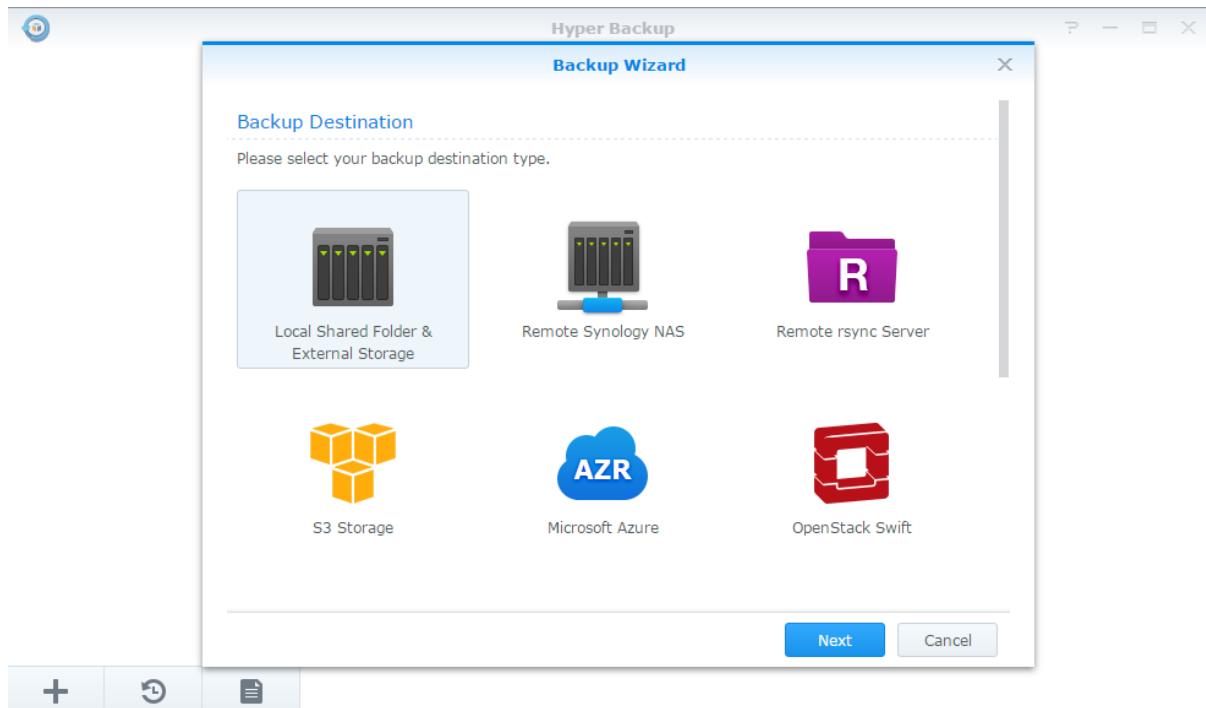 Hyper Backup
Backup Wizard
Backup Destination
Please select your backup destination type.
Local Shared Folder &
External Storage
Remote Synology NAS
R
Remote rsync Server
S3 Storage
AZR
Microsoft Azure
OpenStack Swift
Next
Cancel